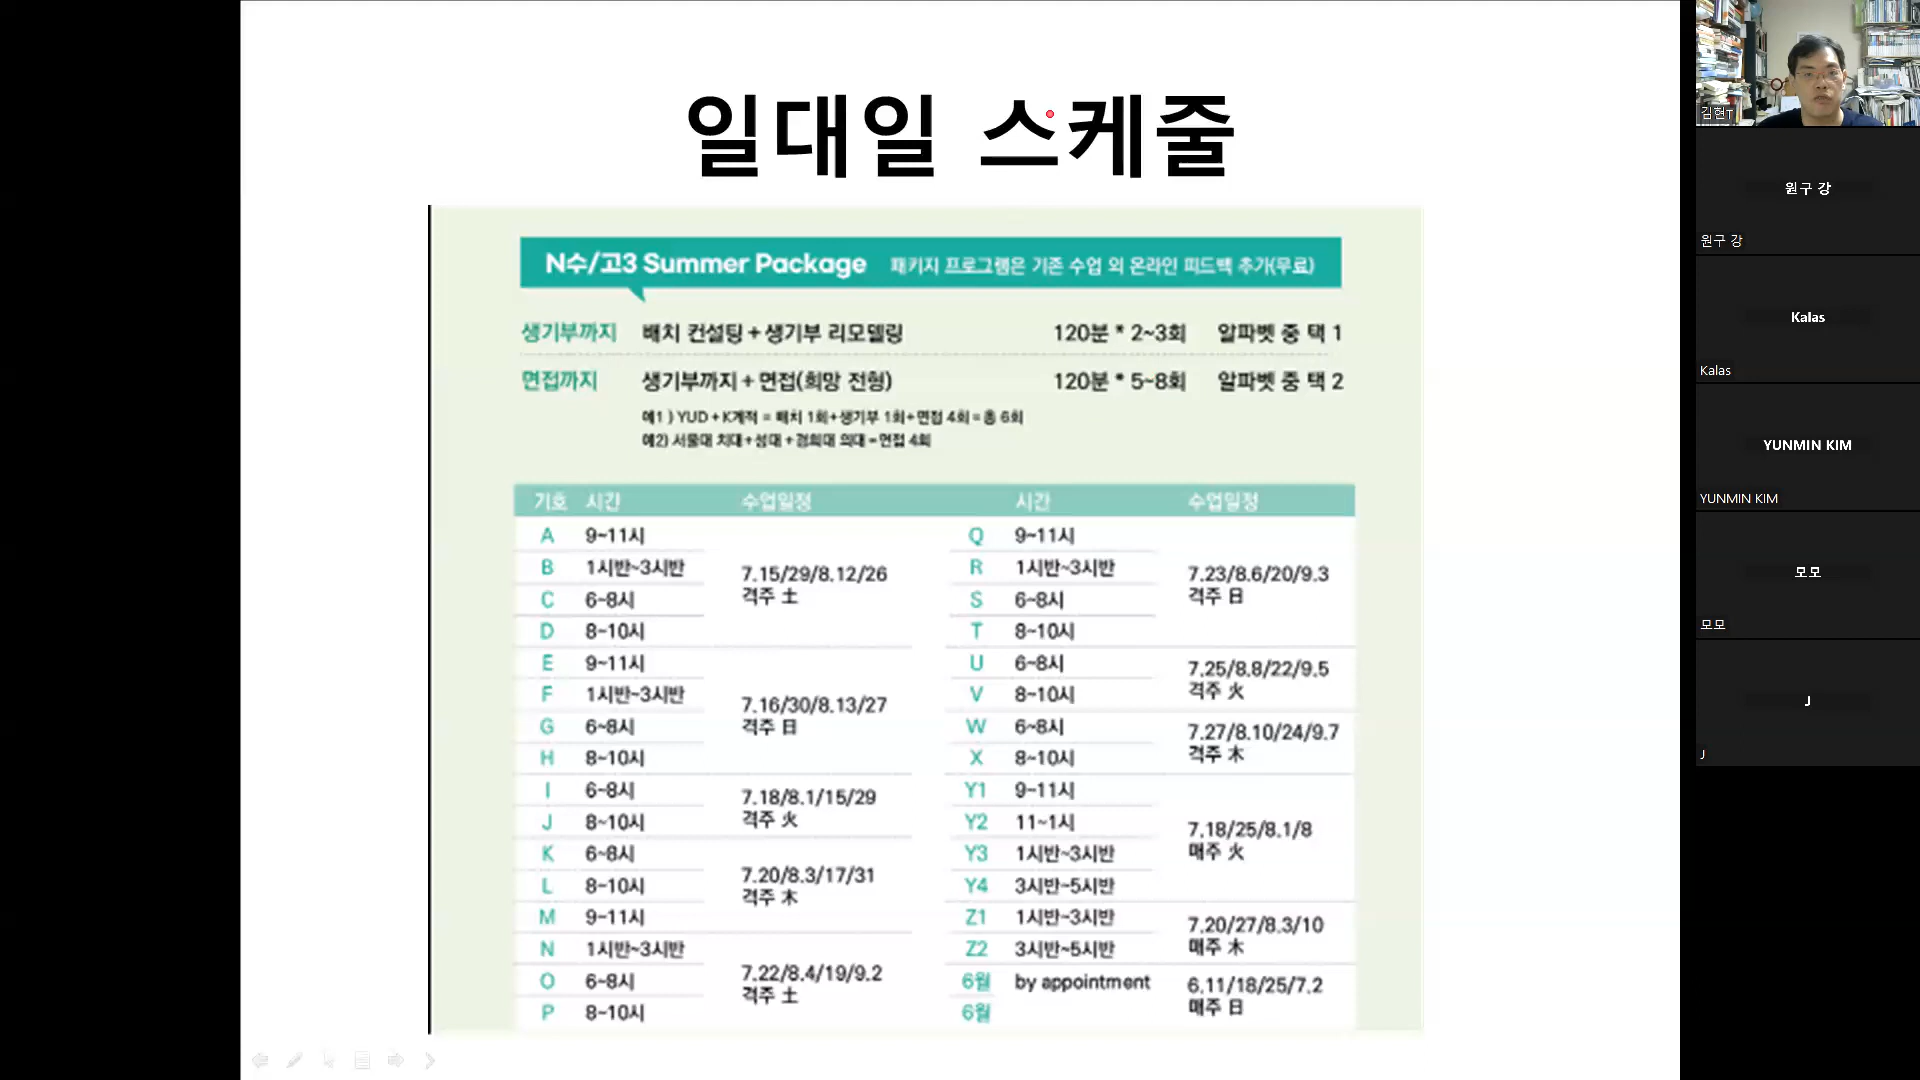 일대일 스케줄
N수/고3 Summer Package 패키지 프로그램은 기존 수업 외 온라인 피드백 추가(무료)
생기부까지 배치 컨설팅 + 생기부 리모델링 120분 * 2~3회 알파벳 중 택 1
면접까지 생기부까지 + 면접(희망 전형) 120분 * 5~8회 알파벳 중 택 2
예1 ) YUD + K계적 = 배치 1회+생기부 1회+면접 4회 = 총 6회
예2) 서울대 치대+성대 + 경희대 의대 = 면접 4회
기호 시간 수업일정 시간 수업일정
A 9~11시
B 1시반~3시반
C 6~8시
D 8~10시
7.15/29/8.12/26
격주 土
E 9~11시
F 1시반~3시반
G 6~8시
H 8~10시
7.16/30/8.13/27
격주 日
I 6~8시
J 8~10시
7.18/8.1/15/29
격주 火
K 6~8시
L 8~10시
M 9~11시
7.20/8.3/17/31
격주 木
N 1시반~3시반
O 6~8시
P 8~10시
7.22/8.4/19/9.2
격주 土
Q 9~11시
R 1시반~3시반
S 6~8시
T 8~10시
7.23/8.6/20/9.3
격주 日
U 6~8시
V 8~10시
7.25/8.8/22/9.5
격주 火
W 6~8시
X 8~10시
7.27/8.10/24/9.7
격주 木
Y1 9~11시
Y2 11~1시
Y3 1시반~3시반
Y4 3시반~5시반
7.18/25/8.1/8
매주 火
Z1 1시반~3시반
Z2 3시반~5시반
7.20/27/8.3/10
매주 木
6월 by appointment
6월
6.11/18/25/7.2
매주 日
김현T
원구 강
원구 강
Kalas
Kalas
YUNMIN KIM
YUNMIN KIM
모모
모모
J
J